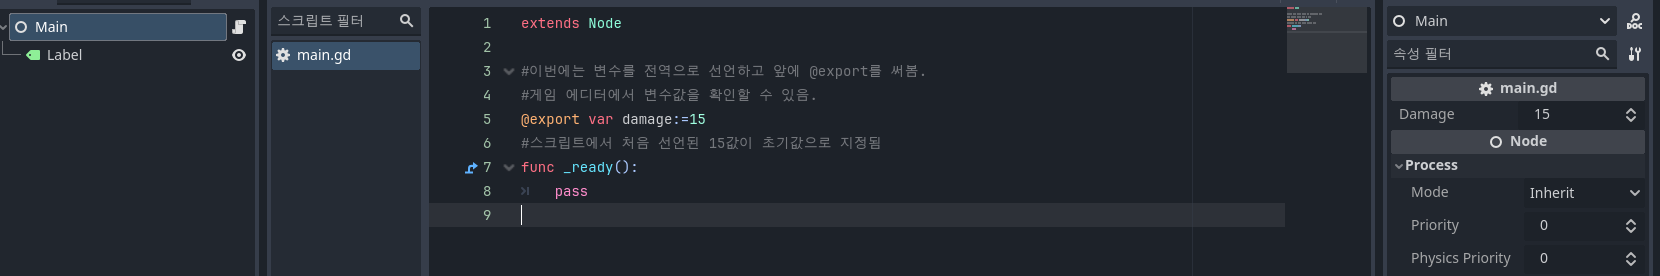 Main
Label
스크립트 필터
main.gd
1 extends Node
2
3 #이번에는 변수를 전역으로 선언하고 앞에 @export를 써봄.
4 #게임 에디터에서 변수값을 확인할 수 있음.
5 @export var damage:=15
6 #스크립트에서 처음 선언된 15값이 초기값으로 지정됨
7 func _ready():
8 pass
9
Main
DOC
속성 필터
main.gd
Damage 15
Node
Process
Mode Inherit
Priority 0
Physics Priority 0